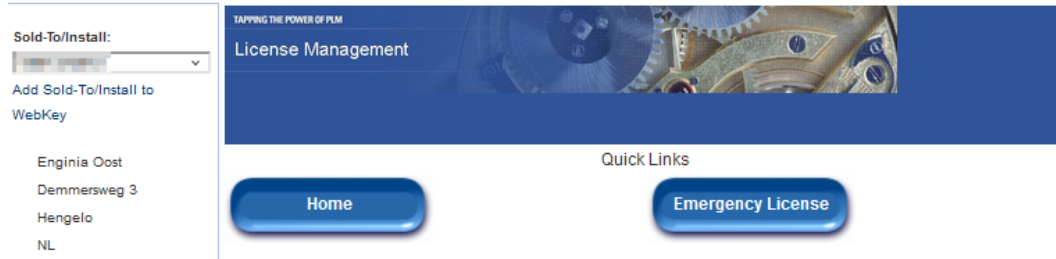 Sold-To/Install:
Add Sold-To/Install to
WebKey
Enginia Oost
Demmersweg 3
Hengelo
NL
TAPPING THE POWER OF PLM
License Management
Quick Links
Home
Emergency License